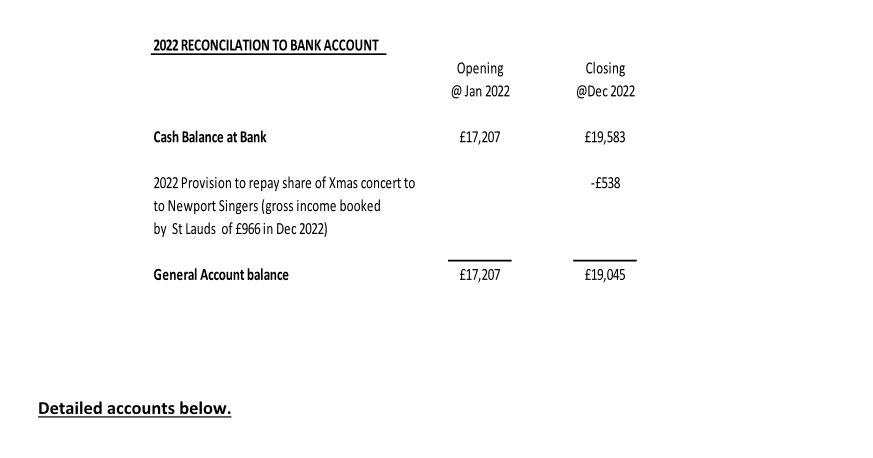 2022 RECONCILATION TO BANK ACCOUNT
Opening Closing
@ Jan 2022 @Dec 2022
Cash Balance at Bank £17,207 £19,583
2022 Provision to repay share of Xmas concert to -£538
to Newport Singers (gross income booked
by St Lauds of £966 in Dec 2022)
General Account balance £17,207 £19,045
Detailed accounts below.